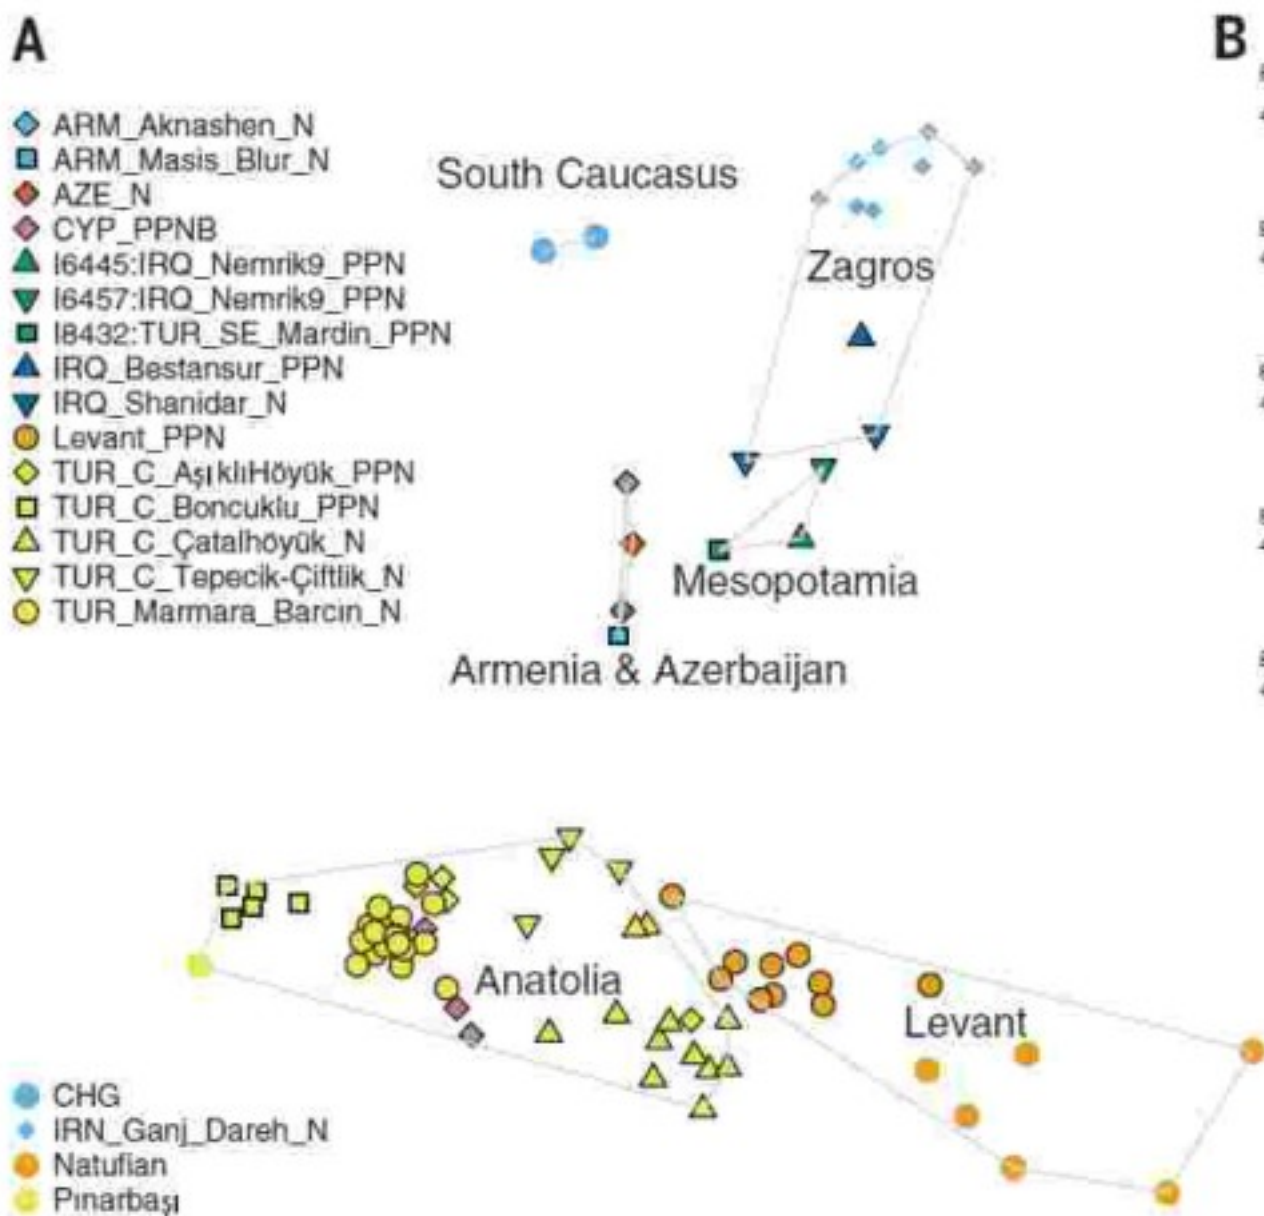 A
B
ARM_Aknashen_N
ARM_Masis_Blur_N
AZE_N
CYP_PPNB
I6445:IRQ_Nemrik9_PPN
I6457:IRQ_Nemrik9_PPN
I8432:TUR_SE_Mardin_PPN
IRQ_Bestansur_PPN
IRQ_Shanidar_N
Levant_PPN
TUR_C_AşıklıHöyük_PPN
TUR_C_Boncuklu_PPN
TUR_C_Çatalhöyük_N
TUR_C_Tepecik-Çiftlik_N
TUR_Marmara_Barcın_N
South Caucasus
Zagros
Mesopotamia
Armenia & Azerbaijan
Anatolia
Levant
CHG
IRN_Ganj_Dareh_N
Natufian
Pınarbaşı